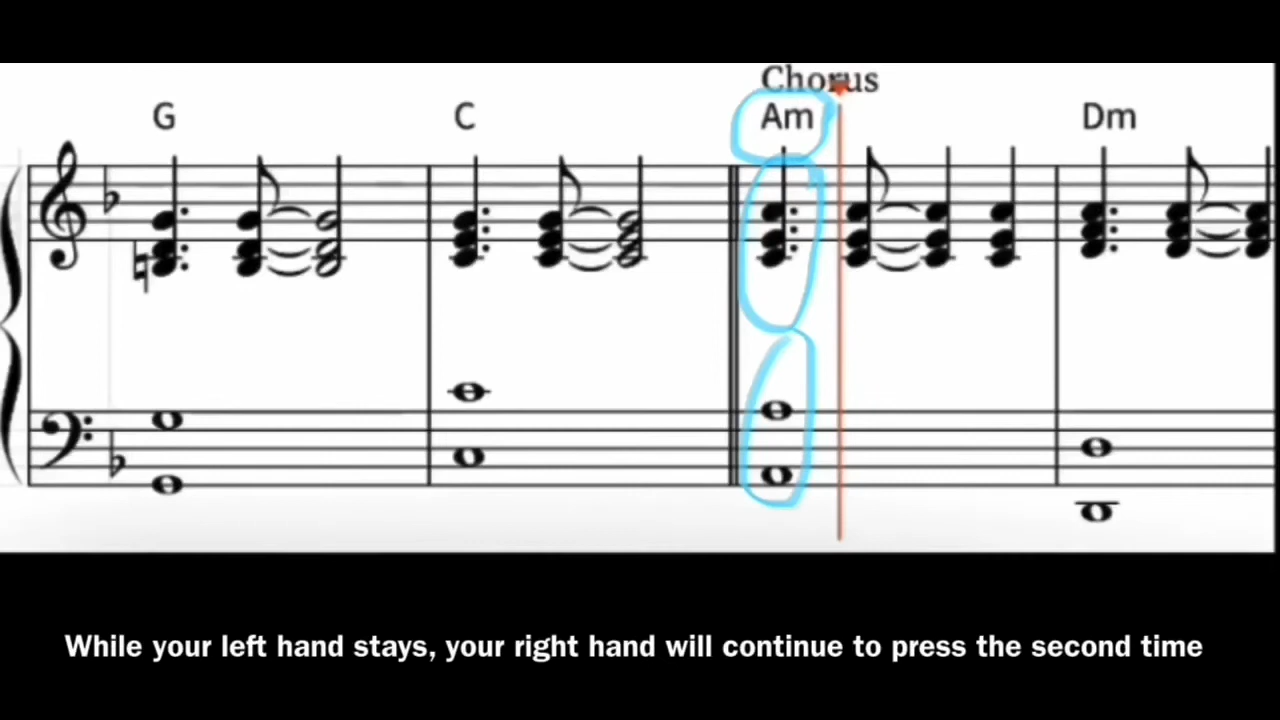 Chorus
G C Am Dm
While your left hand stays, your right hand will continue to press the second time